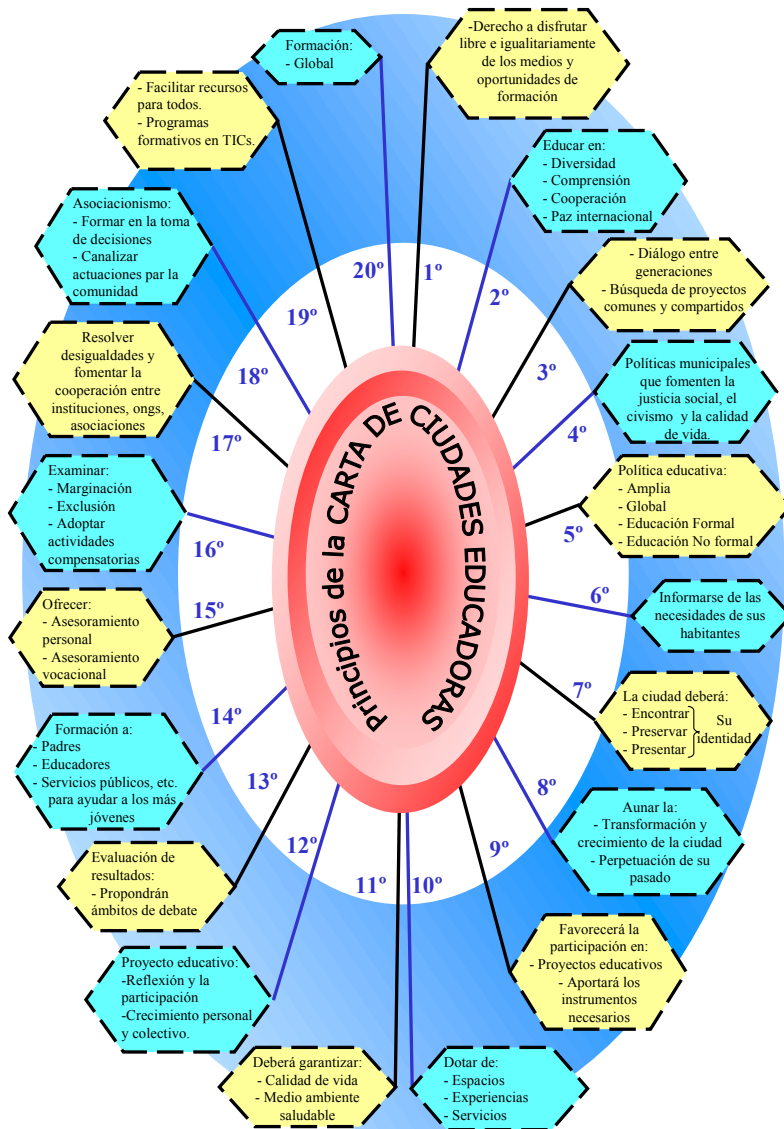 Principios de la CARTA DE CIUDADES EDUCADORAS
1º
-Derecho a disfrutar
libre e igualitariamente
de los medios y
oportunidades de
formación
2º
Educar en:
- Diversidad
- Comprensión
- Cooperación
- Paz internacional
3º
- Diálogo entre
generaciones
- Búsqueda de proyectos
comunes y compartidos
4º
Políticas municipales
que fomenten la
justicia social, el
civismo y la calidad
de vida.
5º
Política educativa:
- Amplia
- Global
- Educación Formal
- Educación No formal
6º
Informarse de las
necesidades de sus
habitantes
7º
La ciudad deberá:
- Encontrar
- Preservar
- Presentar
Su
identidad
8º
Aunar la:
- Transformación y
crecimiento de la ciudad
- Perpetuación de su
pasado
9º
Favorecerá la
participación en:
- Proyectos educativos
- Aportará los
instrumentos
necesarios
10º
Dotar de:
- Espacios
- Experiencias
- Servicios
11º
Deberá garantizar:
- Calidad de vida
- Medio ambiente
saludable
12º
Proyecto educativo:
-Reflexión y la
participación
-Crecimiento personal
y colectivo.
13º
Evaluación de
resultados:
- Propondrán
ámbitos de debate
14º
Formación a:
- Padres
- Educadores
- Servicios públicos, etc.
para ayudar a los más
jóvenes
15º
Ofrecer:
- Asesoramiento
personal
- Asesoramiento
vocacional
16º
Examinar:
- Marginación
- Exclusión
- Adoptar
actividades
compensatorias
17º
Resolver
desigualdades y
fomentar la
cooperación entre
instituciones, ongs,
asociaciones
18º
Asociacionismo:
- Formar en la toma
de decisiones
- Canalizar
actuaciones par la
comunidad
19º
- Facilitar recursos
para todos.
- Programas
formativos en TICs.
20º
Formación:
- Global